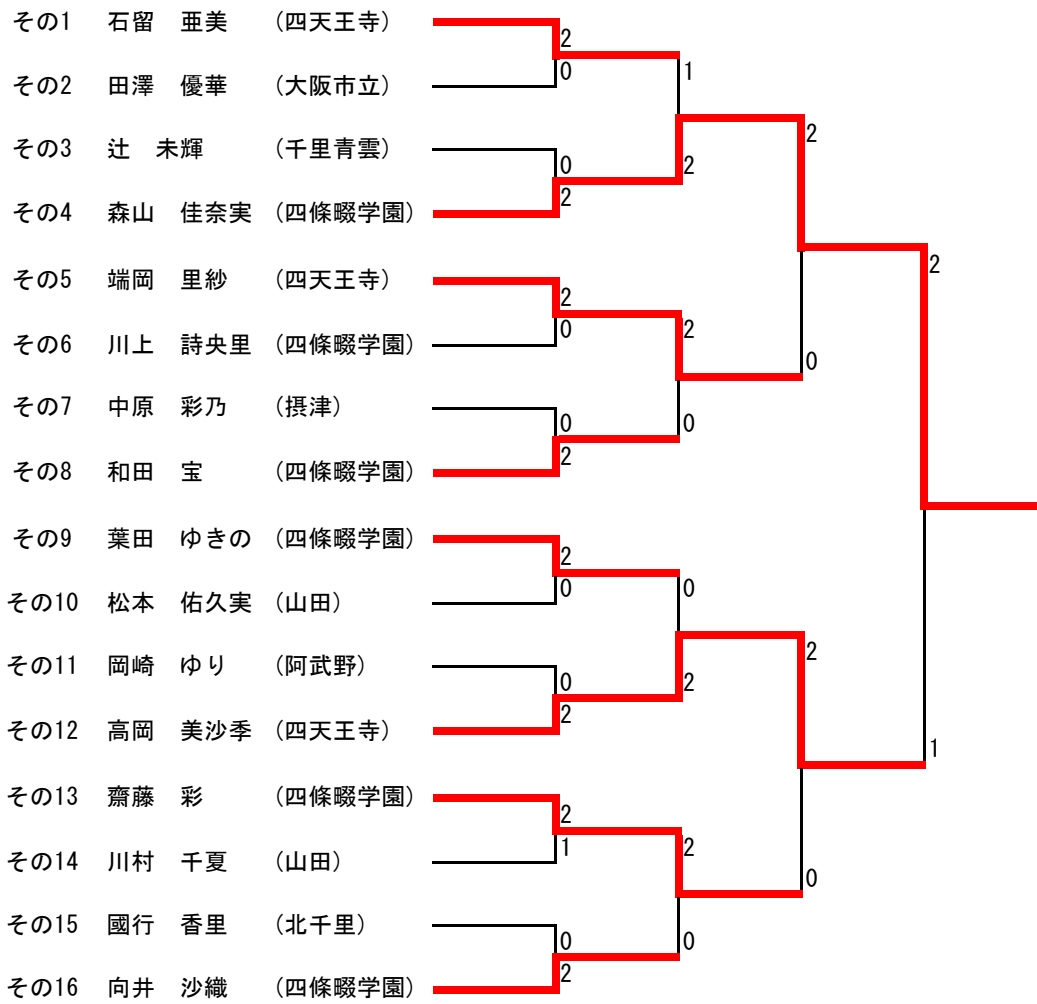 その1 石留 亜美 (四天王寺)
2
0
1
その2 田澤 優華 (大阪市立)
2
その3 辻 未輝 (千里青雲)
0
2
2
その4 森山 佳奈実 (四條畷学園)
2
その5 端岡 里紗 (四天王寺)
2
0
2
その6 川上 詩央里 (四條畷学園)
0
その7 中原 彩乃 (摂津)
0
2
0
その8 和田 宝 (四條畷学園)
その9 葉田 ゆきの (四條畷学園)
2
0
0
その10 松本 佑久実 (山田)
2
その11 岡崎 ゆり (阿武野)
0
2
2
その12 高岡 美沙季 (四天王寺)
1
その13 齋藤 彩 (四條畷学園)
2
1
2
その14 川村 千夏 (山田)
0
その15 國行 香里 (北千里)
0
2
0
その16 向井 沙織 (四條畷学園)